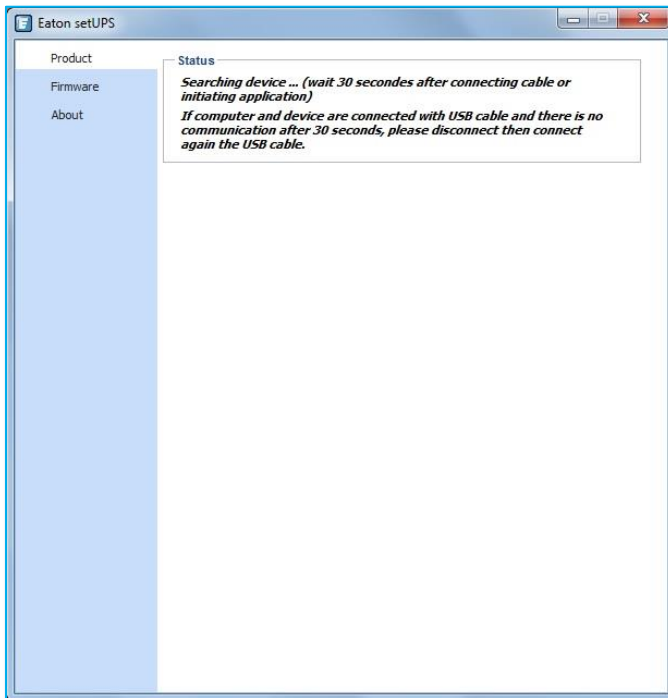 Eaton setUPS
Product
Firmware
About
Status
Searching device ... (wait 30 secondes after connecting cable or
initiating application)
If computer and device are connected with USB cable and there is no
communication after 30 seconds, please disconnect then connect
again the USB cable.